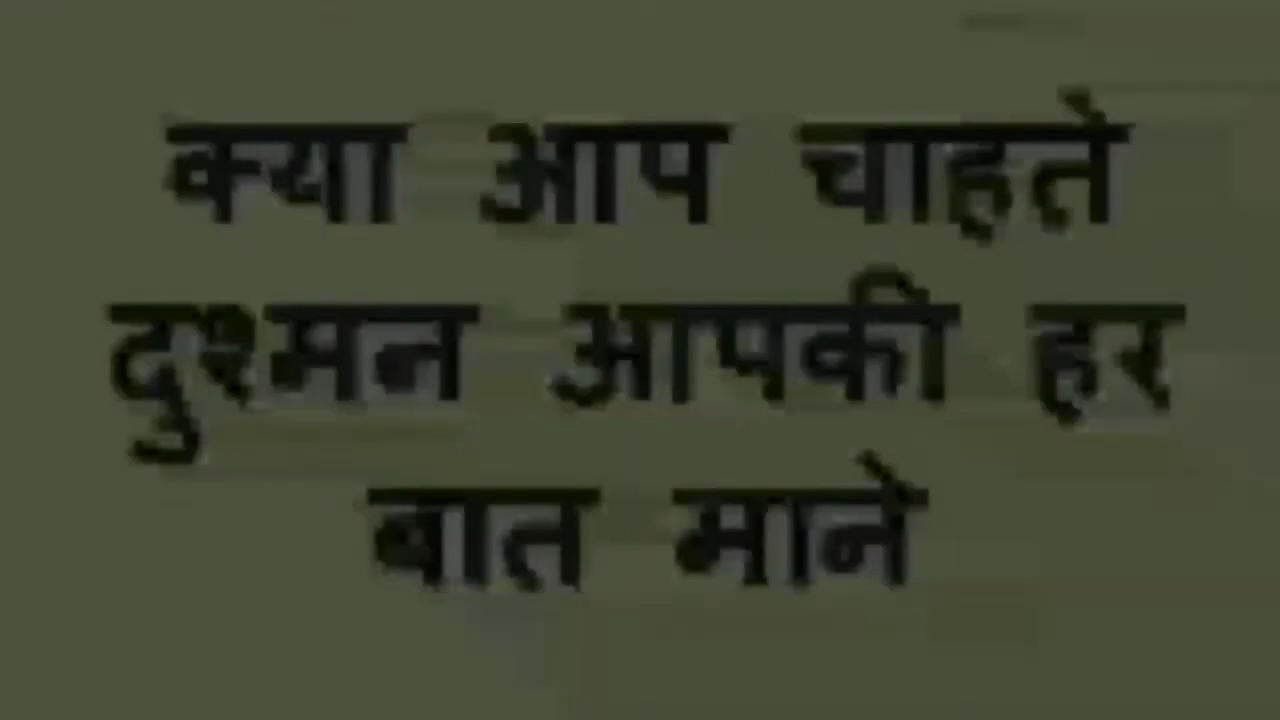 क्या आप चाहते
दुश्मन आपकी हर
बात माने